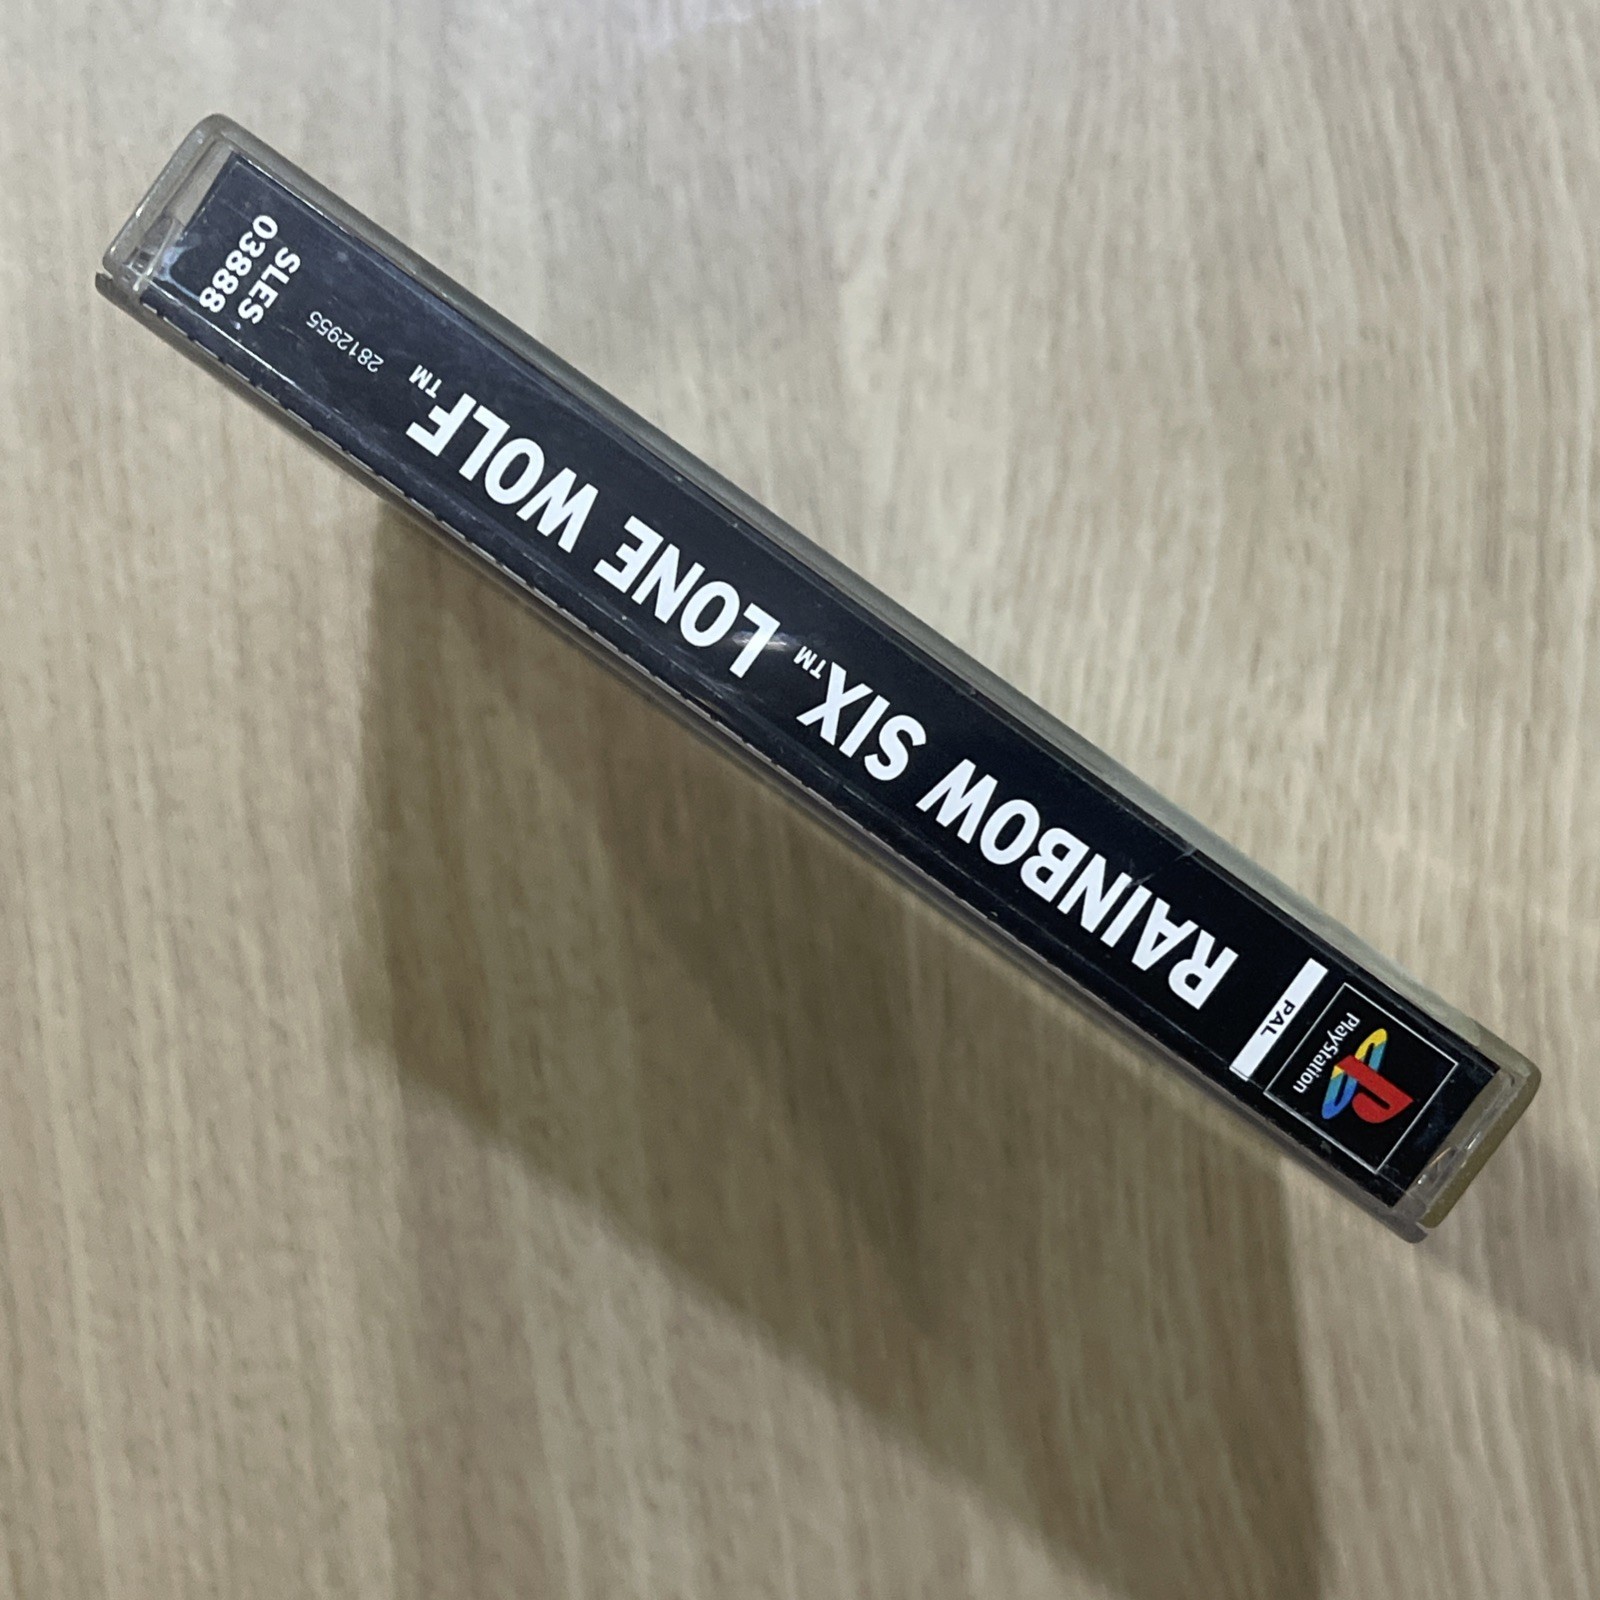 PlayStation
PAL
RAINBOW SIX™ LONE WOLF™
2812955
SLES
03888